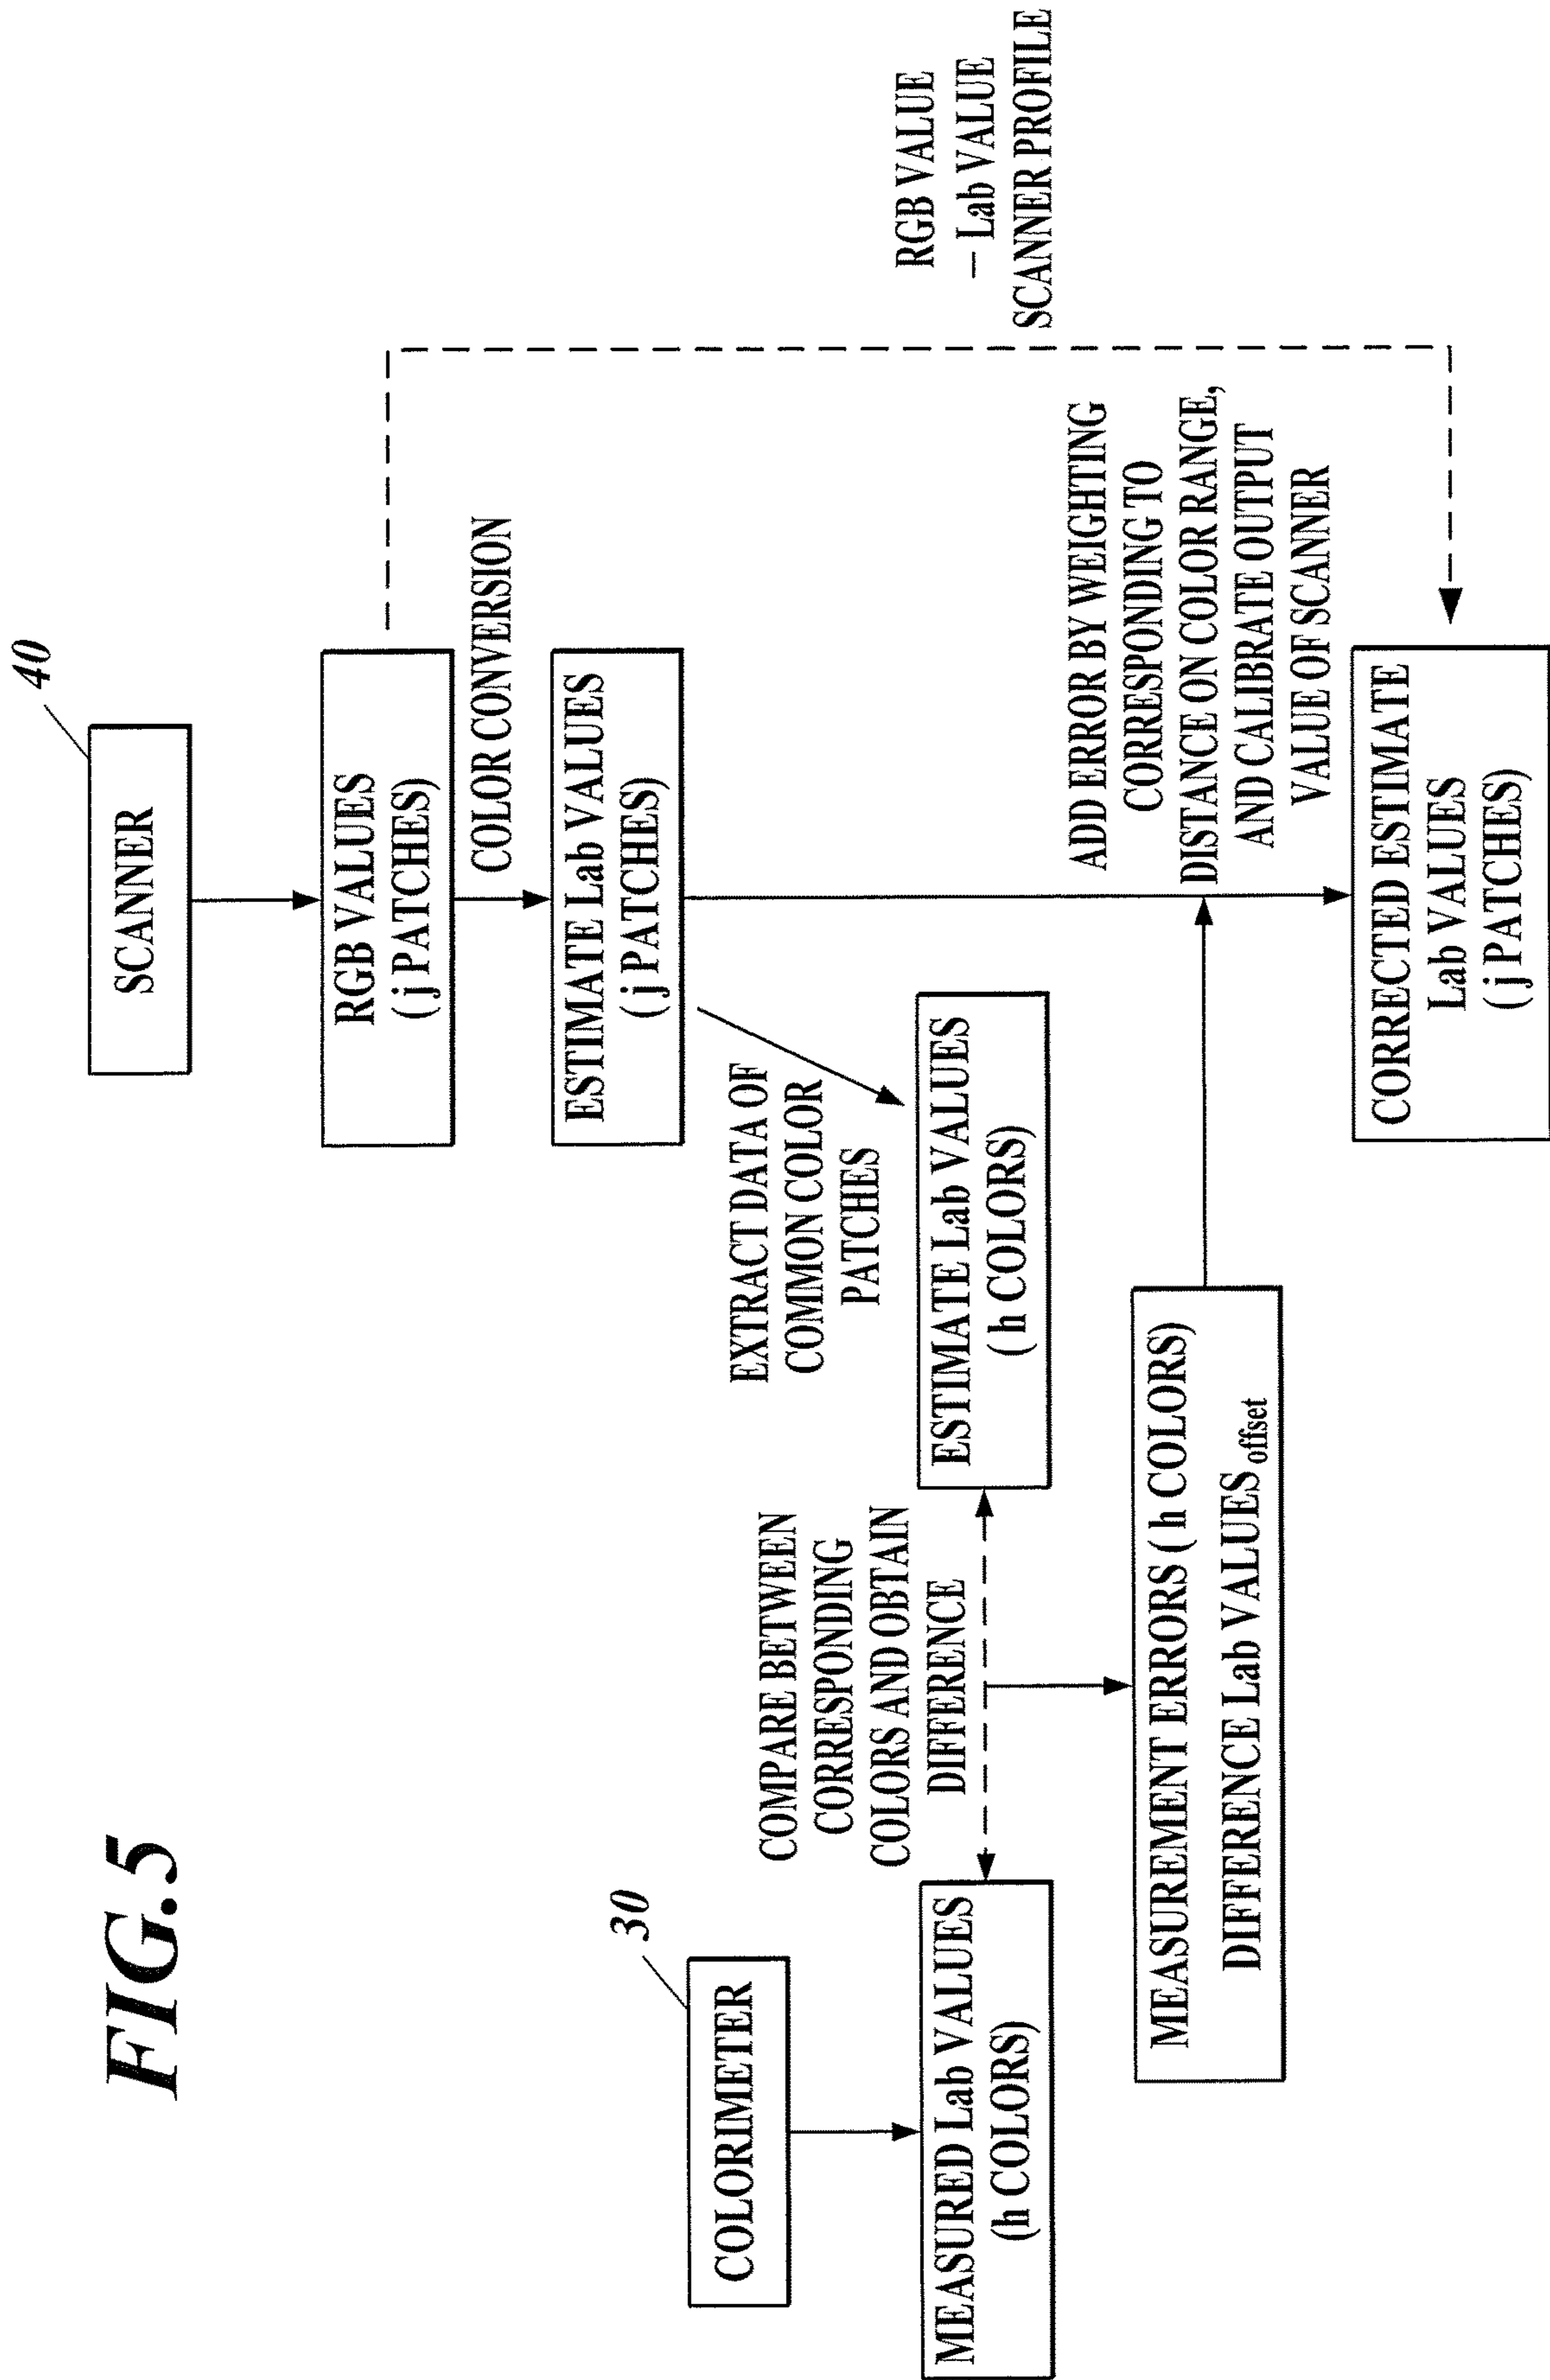 FIG.5
40
SCANNER
RGB VALUES
( j PATCHES)
COLOR CONVERSION
ESTIMATE Lab VALUES
( j PATCHES)
EXTRACT DATA OF
COMMON COLOR
PATCHES
30
COLORIMETER
MEASURED Lab VALUES
(h COLORS)
COMPARE BETWEEN
CORRESPONDING
COLORS AND OBTAIN
DIFFERENCE
ESTIMATE Lab VALUES
( h COLORS)
MEASUREMENT ERRORS ( h COLORS)
DIFFERENCE Lab VALUES offset
ADD ERROR BY WEIGHTING
CORRESPONDING TO
DISTANCE ON COLOR RANGE,
AND CALIBRATE OUTPUT
VALUE OF SCANNER
RGB VALUE
– Lab VALUE
SCANNER PROFILE
CORRECTED ESTIMATE
Lab VALUES
( j PATCHES)